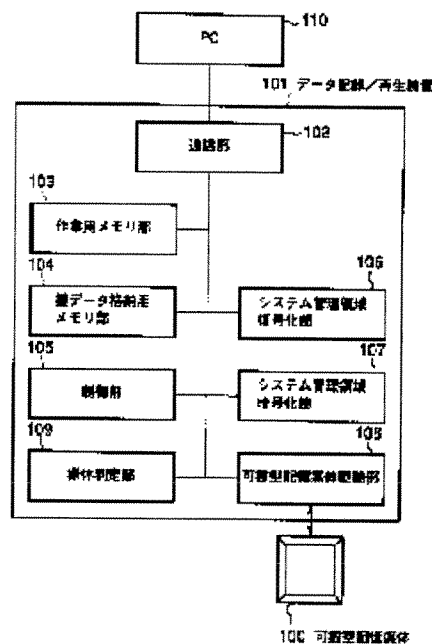 110
PC
101 データ記録/再生装置
102
通信部
103
作業用メモリ部
104
鍵データ格納用
メモリ部
106
システム管理領域
復号化部
105
制御部
107
システム管理領域
暗号化部
109
媒体判定部
108
可搬型記憶媒体駆動部
100 可搬型記憶媒体